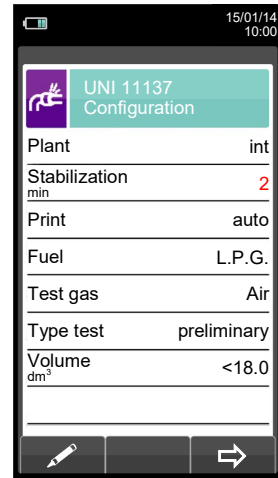 15/01/14
10:00
UNI 11137
Configuration
Plant int
Stabilization 2
min
Print auto
Fuel L.P.G.
Test gas Air
Type test preliminary
Volume <18.0
dm³